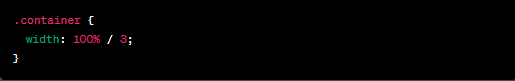 .container {
  width: 100% / 3;
}